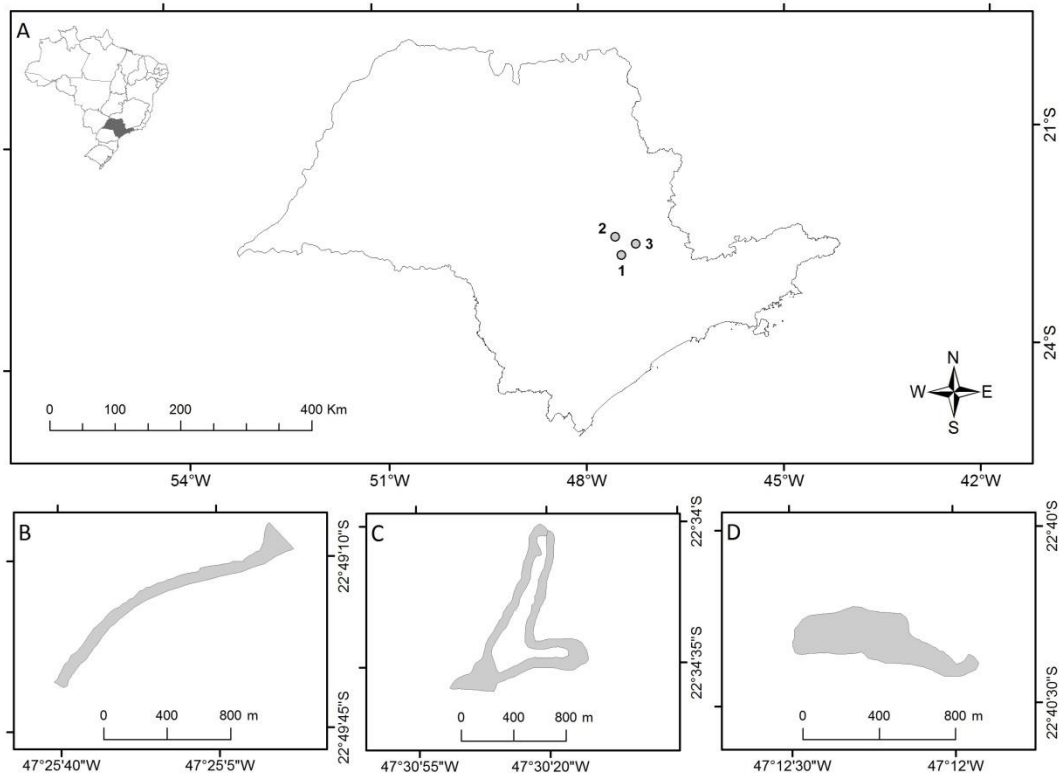 A
21°S
2
3
1
24°S
N
W E
S
0 100 200 400 Km
54°W 51°W 48°W 45°W 42°W
B
22°49'10"S
22°49'45"S
0 400 800 m
47°25'40"W 47°25'5"W
C
22°34'S
22°34'35"S
0 400 800 m
47°30'55"W 47°30'20"W
D
22°40'S
22°40'30"S
0 400 800 m
47°12'30"W 47°12'W